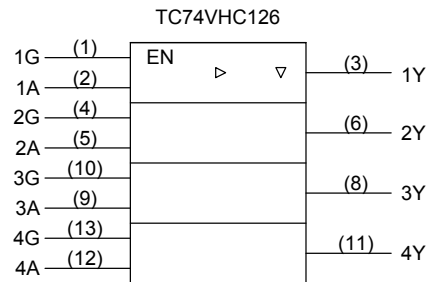 TC74VHC126
1G (1) EN
1A (2) (3) 1Y
2G (4)
2A (5) (6) 2Y
3G (10)
3A (9) (8) 3Y
4G (13)
4A (12) (11) 4Y